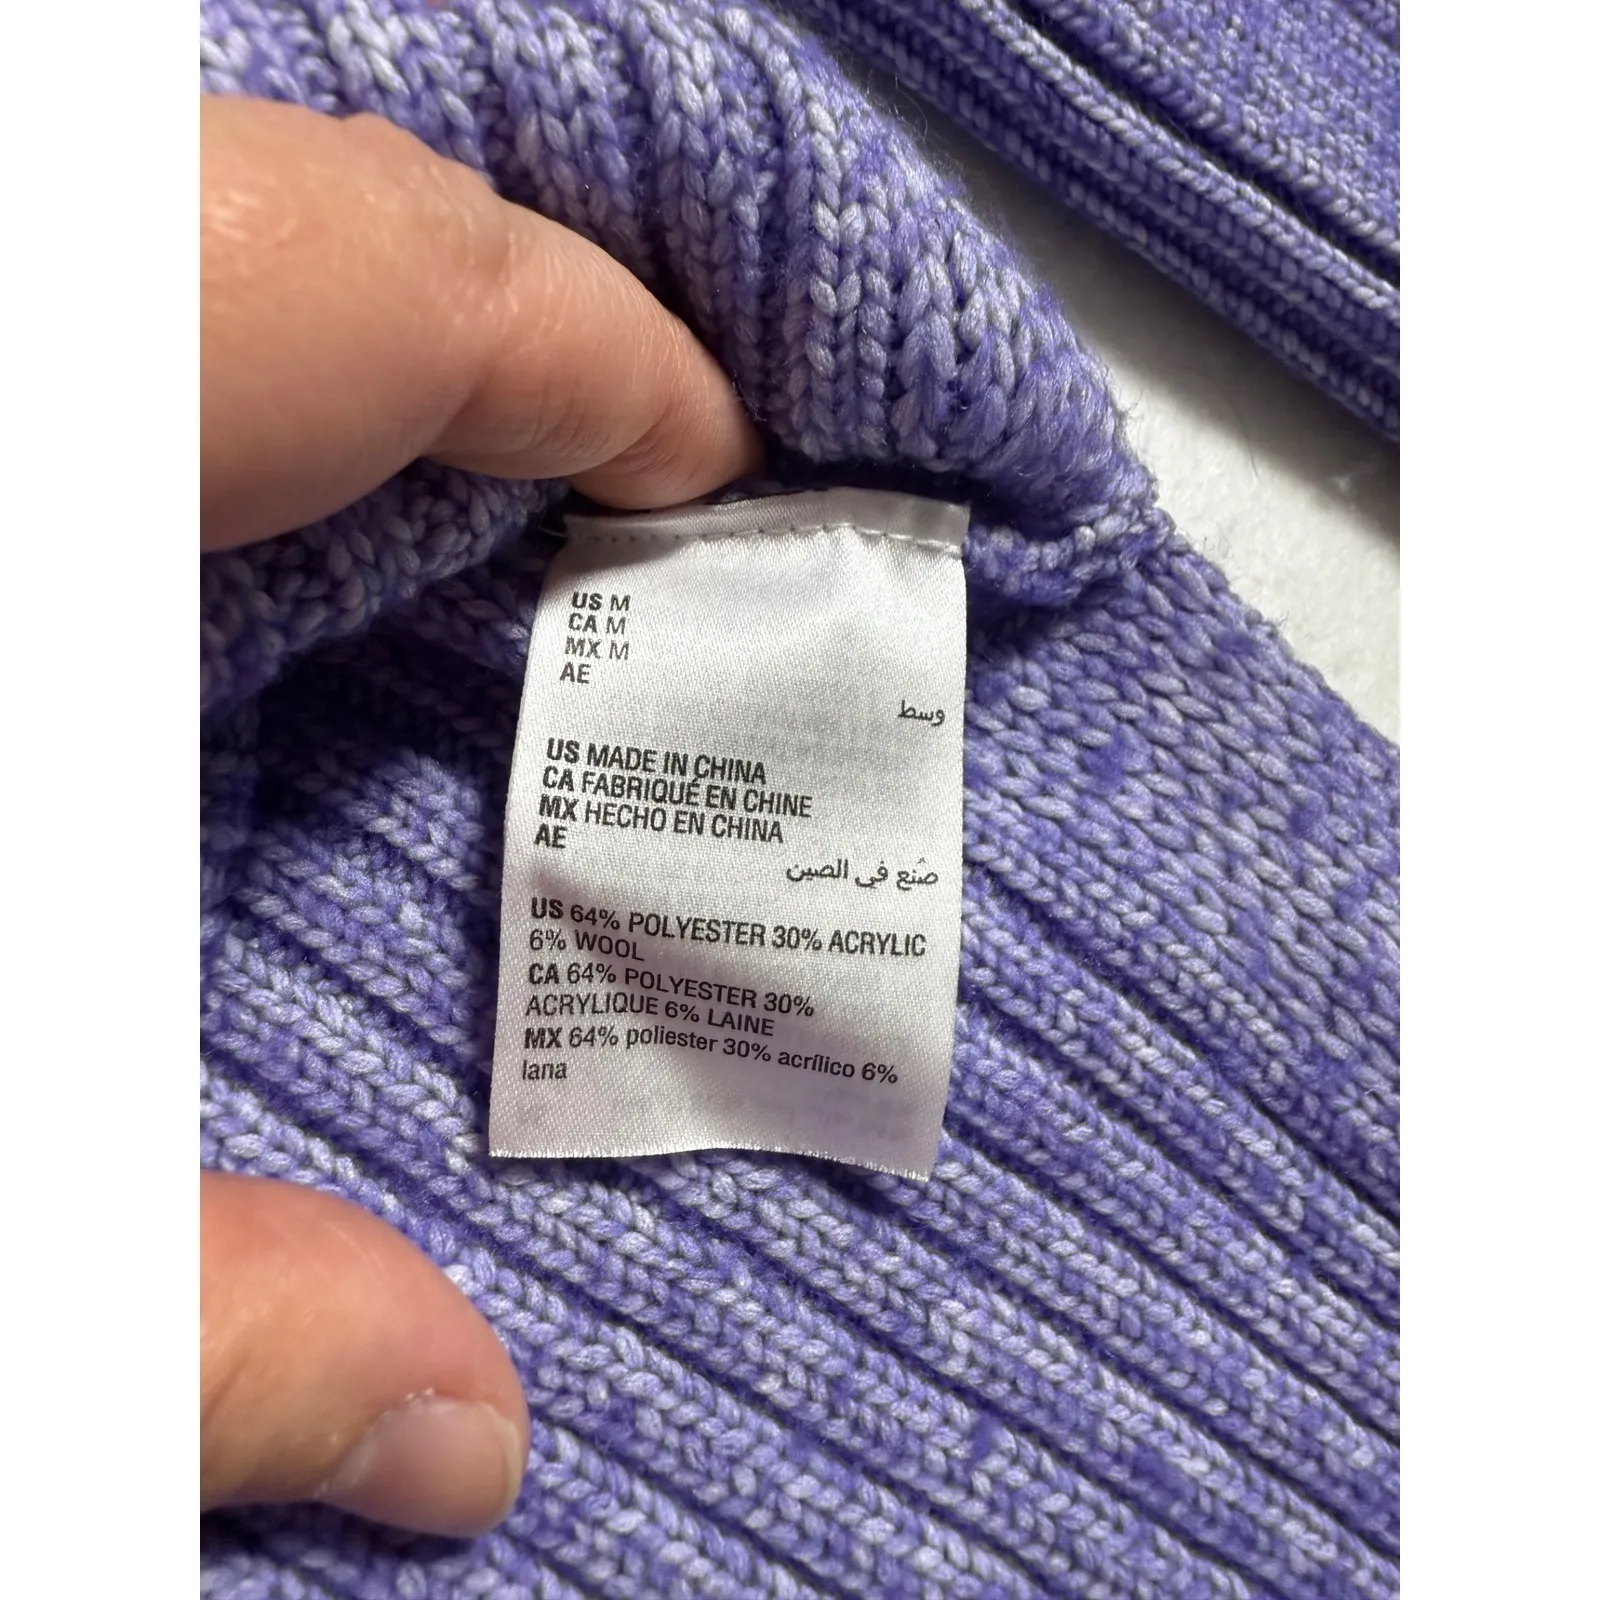 US M
CA M
MX M
AE
وسط
US MADE IN CHINA
CA FABRIQUÉ EN CHINE
MX HECHO EN CHINA
AE
صُنع في الصين
US 64% POLYESTER 30% ACRYLIC
6% WOOL
CA 64% POLYESTER 30%
ACRYLIQUE 6% LAINE
MX 64% poliester 30% acrílico 6%
lana